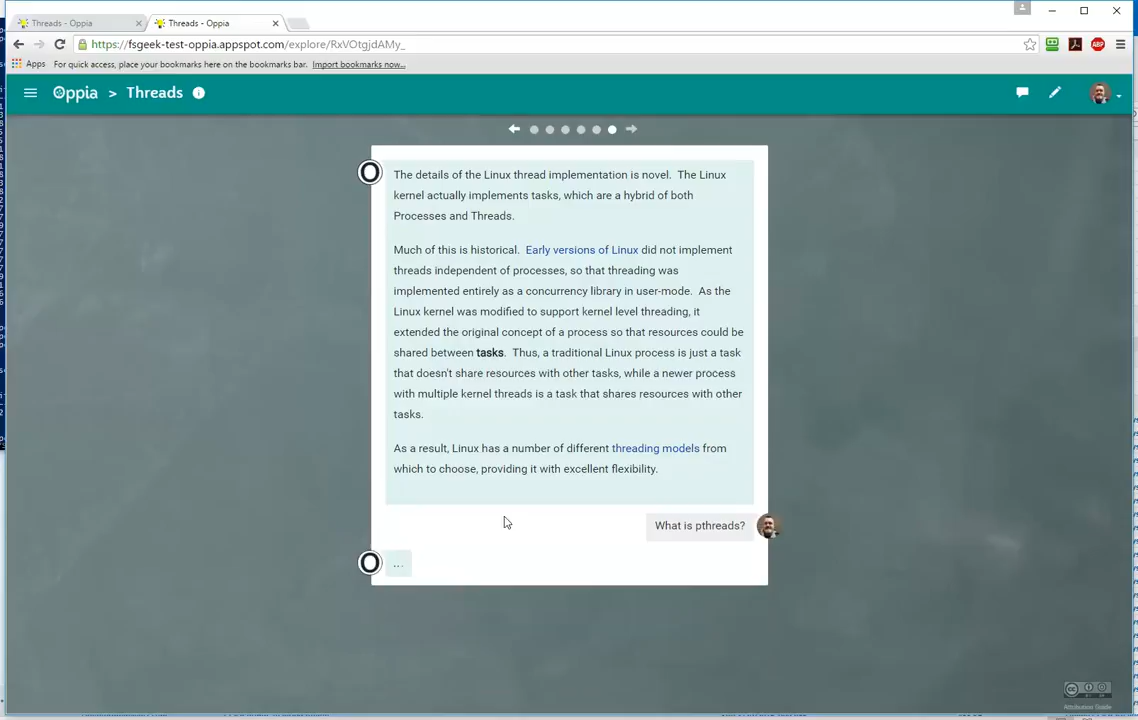 Threads - Oppia
Threads - Oppia
https://fsgeek-test-oppia.appspot.com/explore/RxVOtgjdAMy_
ABP
Apps For quick access, place your bookmarks here on the bookmarks bar. Import bookmarks now...
Oppia > Threads
The details of the Linux thread implementation is novel. The Linux
kernel actually implements tasks, which are a hybrid of both
Processes and Threads.
Much of this is historical. Early versions of Linux did not implement
threads independent of processes, so that threading was
implemented entirely as a concurrency library in user-mode. As the
Linux kernel was modified to support kernel level threading, it
extended the original concept of a process so that resources could be
shared between tasks. Thus, a traditional Linux process is just a task
that doesn't share resources with other tasks, while a newer process
with multiple kernel threads is a task that shares resources with other
tasks.
As a result, Linux has a number of different threading models from
which to choose, providing it with excellent flexibility.
What is pthreads?
...
Attribution Guide